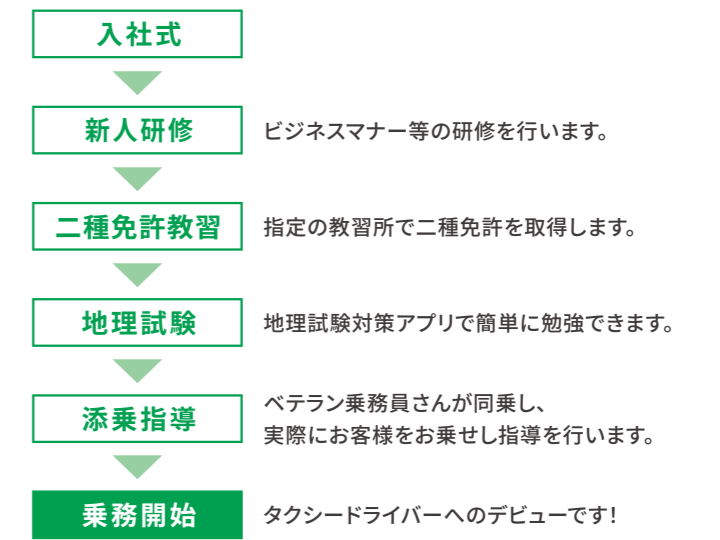 入社式
新人研修
ビジネスマナー等の研修を行います。
二種免許教習
指定の教習所で二種免許を取得します。
地理試験
地理試験対策アプリで簡単に勉強できます。
添乗指導
ベテラン乗務員さんが同乗し、
実際にお客様をお乗せし指導を行います。
乗務開始
タクシードライバーへのデビューです！